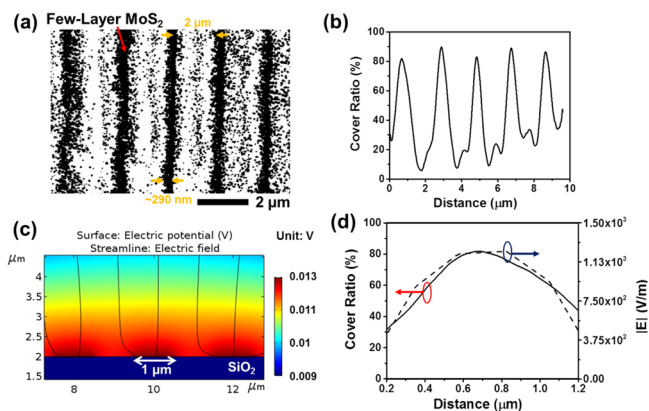 (a)
Few-Layer MoS₂
2 μm
~290 nm
2 μm
(b)
Cover Ratio (%)
100
80
60
40
20
0
0 2 4 6 8 10
Distance (μm)
(c)
Surface: Electric potential (V)
Streamline: Electric field
Unit: V
μm
4
3.5
3
2.5
2
1.5
1 μm
SiO₂
8 10 12 μm
0.013
0.011
0.010
0.009
(d)
Cover Ratio (%)
100
80
60
40
20
0
0.2 0.4 0.6 0.8 1.0 1.2
Distance (μm)
1.50x10³
1.13x10³
7.50x10²
3.75x10²
0.00
|E| (V/m)